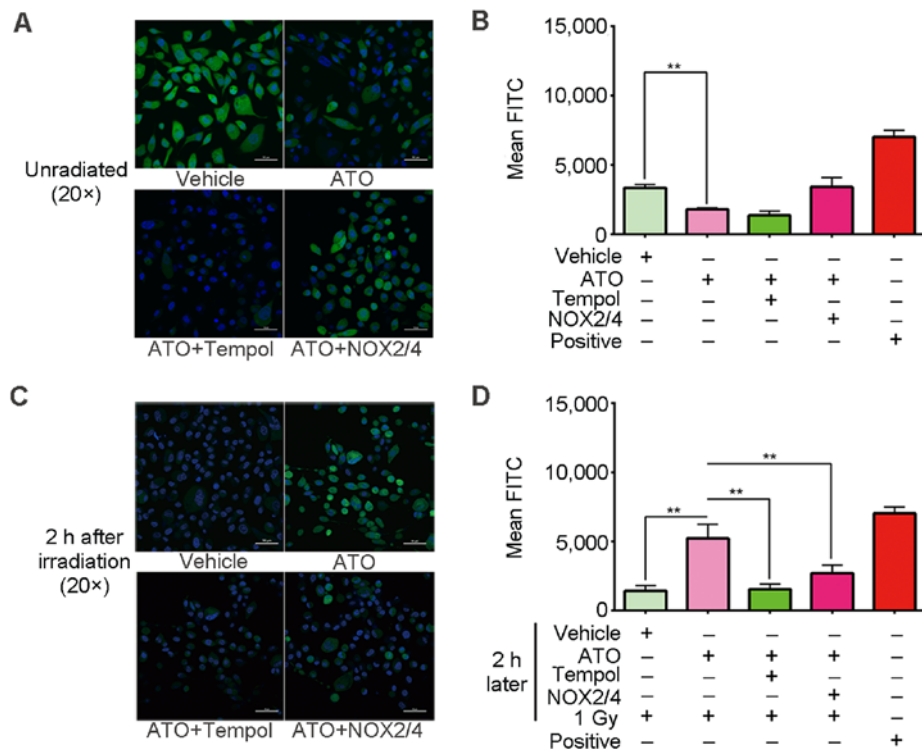 A
Unradiated
(20×)
Vehicle
ATO
ATO+Tempol
ATO+NOX2/4
B
Mean FITC
15,000
10,000
5,000
0
**
Vehicle + – – – –
ATO – + + + –
Tempol – – + – –
NOX2/4 – – – + –
Positive – – – – +
C
2 h after
irradiation
(20×)
Vehicle
ATO
ATO+Tempol
ATO+NOX2/4
D
Mean FITC
15,000
10,000
5,000
0
**
**
**
2 h
later
Vehicle + – – – –
ATO – + + + –
Tempol – – + – –
NOX2/4 – – – + –
1 Gy + + + + –
Positive – – – – +